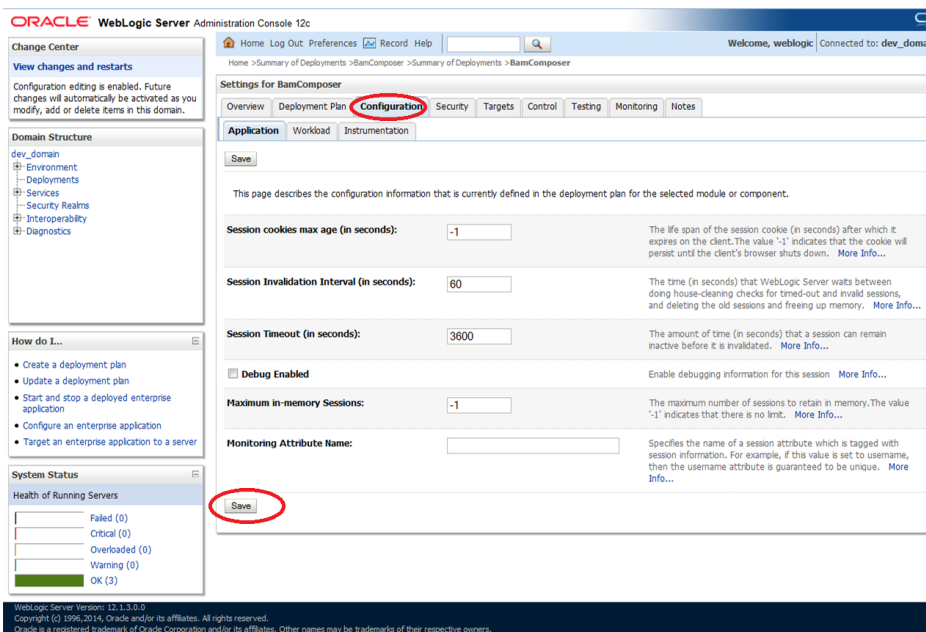 ORACLE WebLogic Server Administration Console 12c
Change Center
View changes and restarts
Configuration editing is enabled. Future
changes will automatically be activated as you
modify, add or delete items in this domain.
Domain Structure
dev_domain
Environment
Deployments
Services
Security Realms
Interoperability
Diagnostics
How do I...
Create a deployment plan
Update a deployment plan
Start and stop a deployed enterprise
application
Configure an enterprise application
Target an enterprise application to a server
System Status
Health of Running Servers
Failed (0)
Critical (0)
Overloaded (0)
Warning (0)
OK (3)
Home Log Out Preferences Record Help
Welcome, weblogic Connected to: dev_doma
Home >Summary of Deployments >BamComposer >Summary of Deployments >BamComposer
Settings for BamComposer
Overview Deployment Plan Configuration Security Targets Control Testing Monitoring Notes
Application Workload Instrumentation
Save
This page describes the configuration information that is currently defined in the deployment plan for the selected module or component.
Session cookies max age (in seconds):
-1
The life span of the session cookie (in seconds) after which it
expires on the client.The value '-1' indicates that the cookie will
persist until the client's browser shuts down. More Info...
Session Invalidation Interval (in seconds):
60
The time (in seconds) that WebLogic Server waits between
doing house-cleaning checks for timed-out and invalid sessions,
and deleting the old sessions and freeing up memory. More Info...
Session Timeout (in seconds):
3600
The amount of time (in seconds) that a session can remain
inactive before it is invalidated. More Info...
Debug Enabled
Enable debugging information for this session More Info...
Maximum in-memory Sessions:
-1
The maximum number of sessions to retain in memory.The value
'-1' indicates that there is no limit. More Info...
Monitoring Attribute Name:
Specifies the name of a session attribute which is tagged with
session information. For example, if this value is set to username,
then the username attribute is guaranteed to be unique. More
Info...
Save
WebLogic Server Version: 12.1.3.0.0
Copyright (c) 1996,2014, Oracle and/or its affiliates. All rights reserved.
Oracle is a registered trademark of Oracle Corporation and/or its affiliates. Other names may be trademarks of their respective owners.